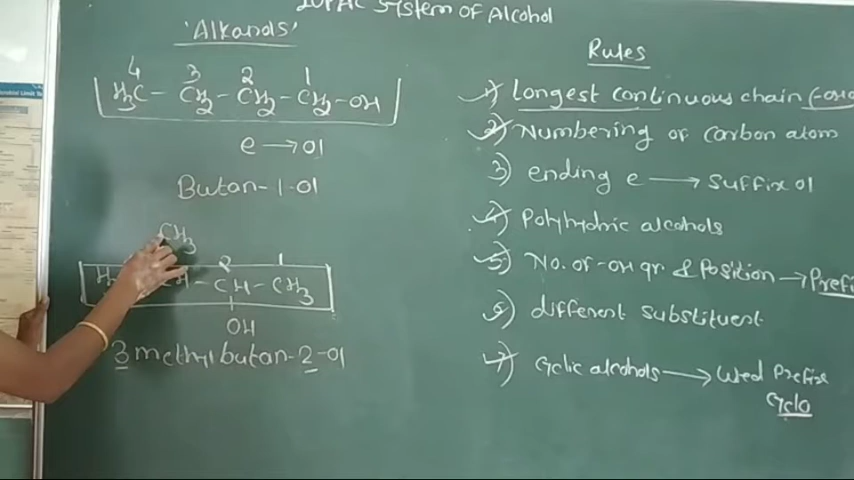 IUPAC System of Alcohol
'Alkanols'
4 3 2 1
H3C - CH2 - CH2 - CH2 - OH
e → ol
Butan-1-ol
CH3
2 1
H CH - CH - CH3
OH
3 methyl butan-2-ol
Rules
1) Longest continuous chain
2) Numbering of carbon atom
3) ending e → suffix ol
4) Polyhydric alcohols
5) No. of -OH gr & Position → Prefi
6) different substituent
7) Cyclic alcohols → Used Prefix
Cyclo